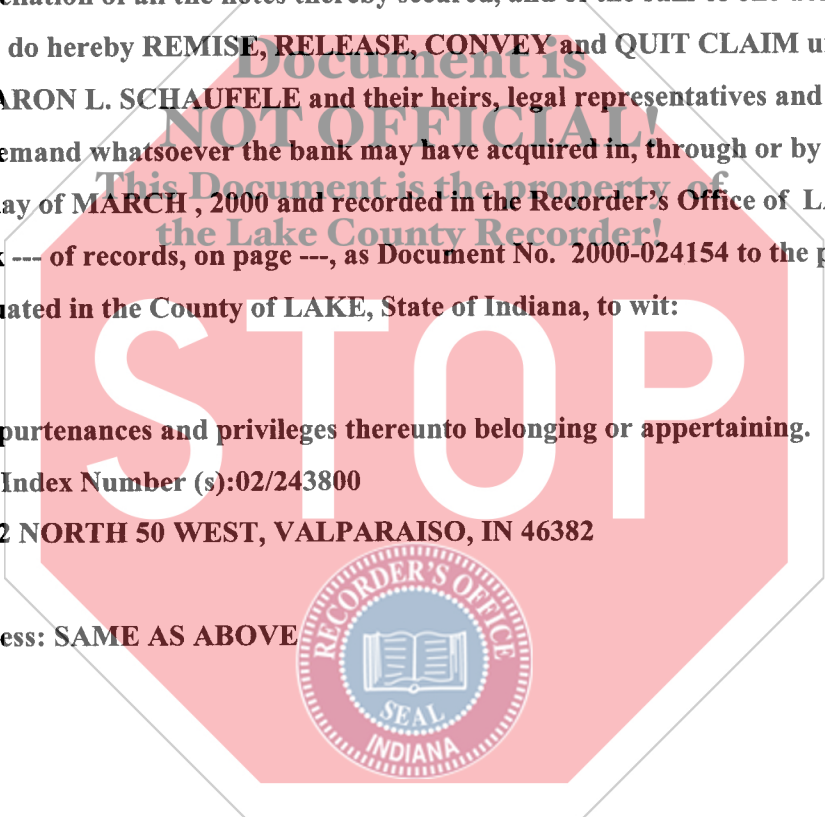 do hereby REMISE, RELEASE, CONVEY and QUIT CLAIM
Document is
ARON L. SCHAUFELE and their heirs, legal representatives and
NOT OFFICIAL!
emand whatsoever the bank may have acquired in, through or by
This Document is the property of
ay of MARCH , 2000 and recorded in the Recorder's Office of
the Lake County Recorder!
--- of records, on page ---, as Document No. 2000-024154 to the
uated in the County of LAKE, State of Indiana, to wit:
STOP
purtenances and privileges thereunto belonging or appertaining.
Index Number (s):02/243800
2 NORTH 50 WEST, VALPARAISO, IN 46382
RECORDER'S OFFICE
ess: SAME AS ABOVE
SEAL
INDIANA